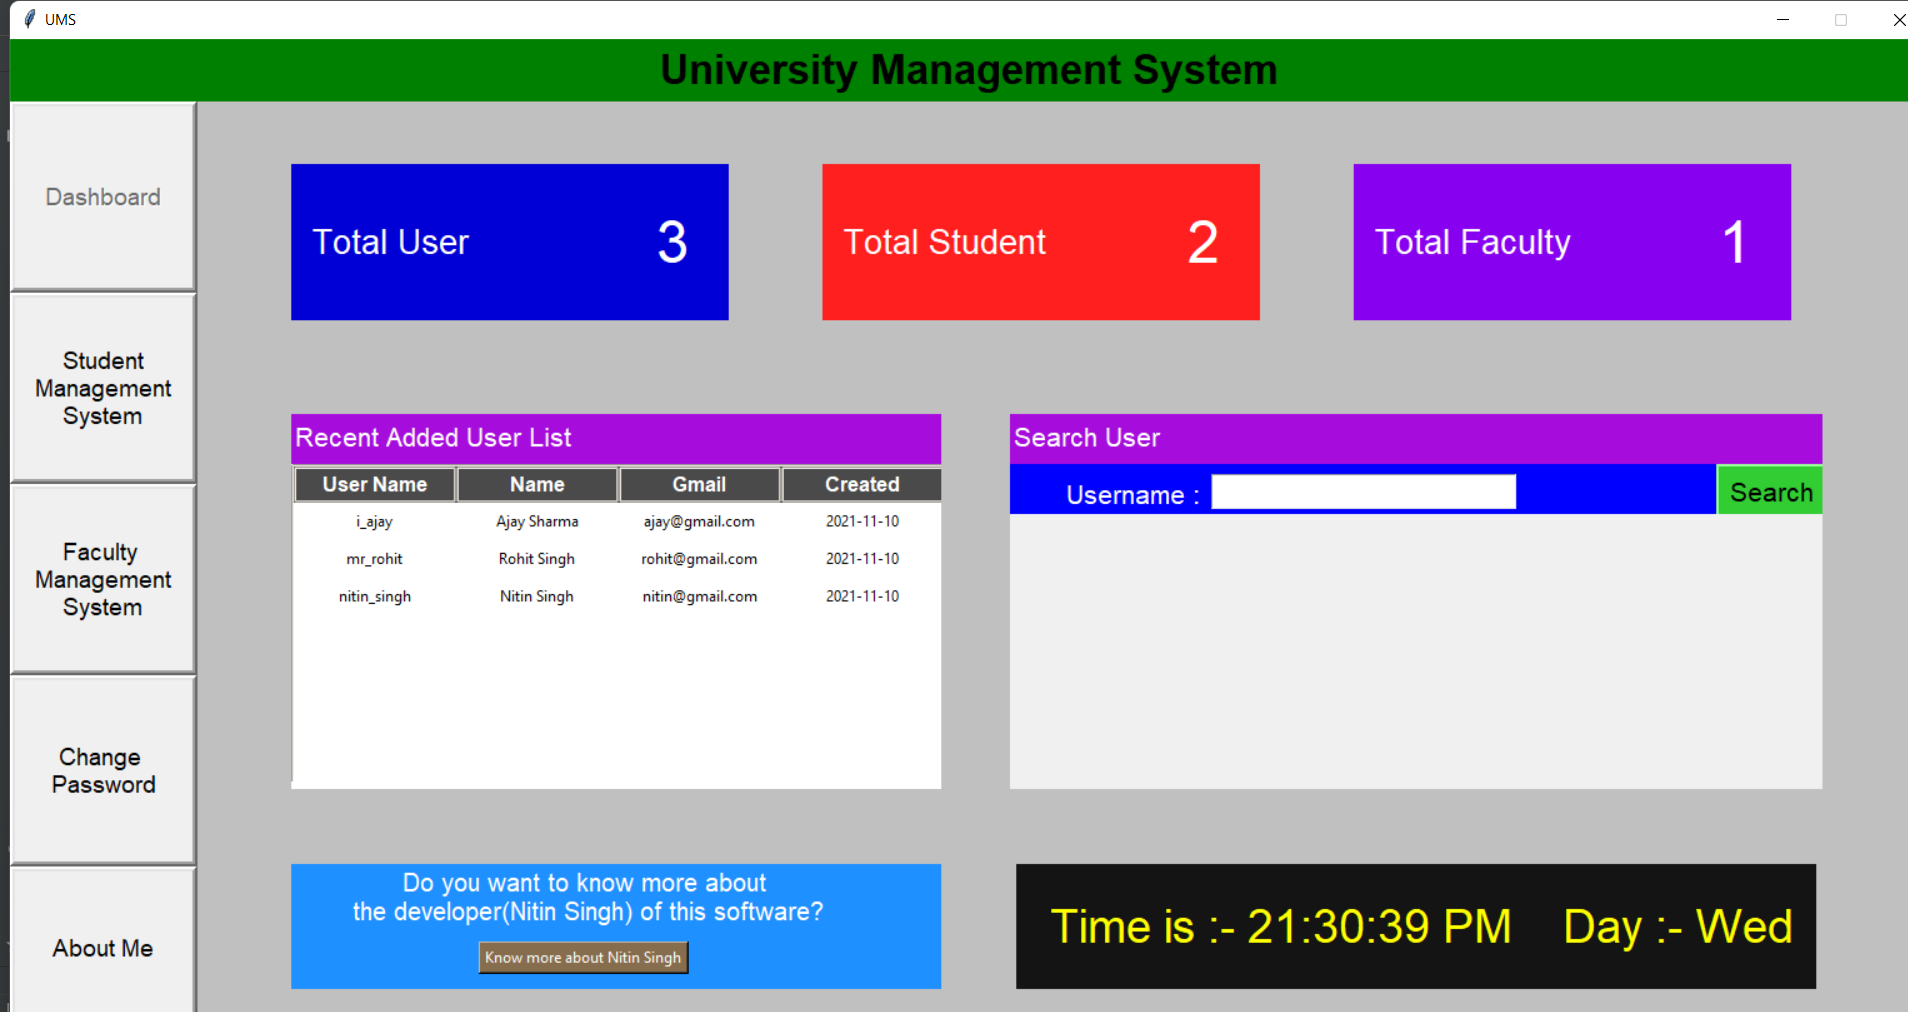 UMS
University Management System
Dashboard
Student
Management
System
Faculty
Management
System
Change
Password
About Me
Total User 3
Total Student 2
Total Faculty 1
Recent Added User List
User Name Name Gmail Created
i_ajay Ajay Sharma ajay@gmail.com 2021-11-10
mr_rohit Rohit Singh rohit@gmail.com 2021-11-10
nitin_singh Nitin Singh nitin@gmail.com 2021-11-10
Search User
Username : Search
Do you want to know more about
the developer(Nitin Singh) of this software?
Know more about Nitin Singh
Time is :- 21:30:39 PM Day :- Wed